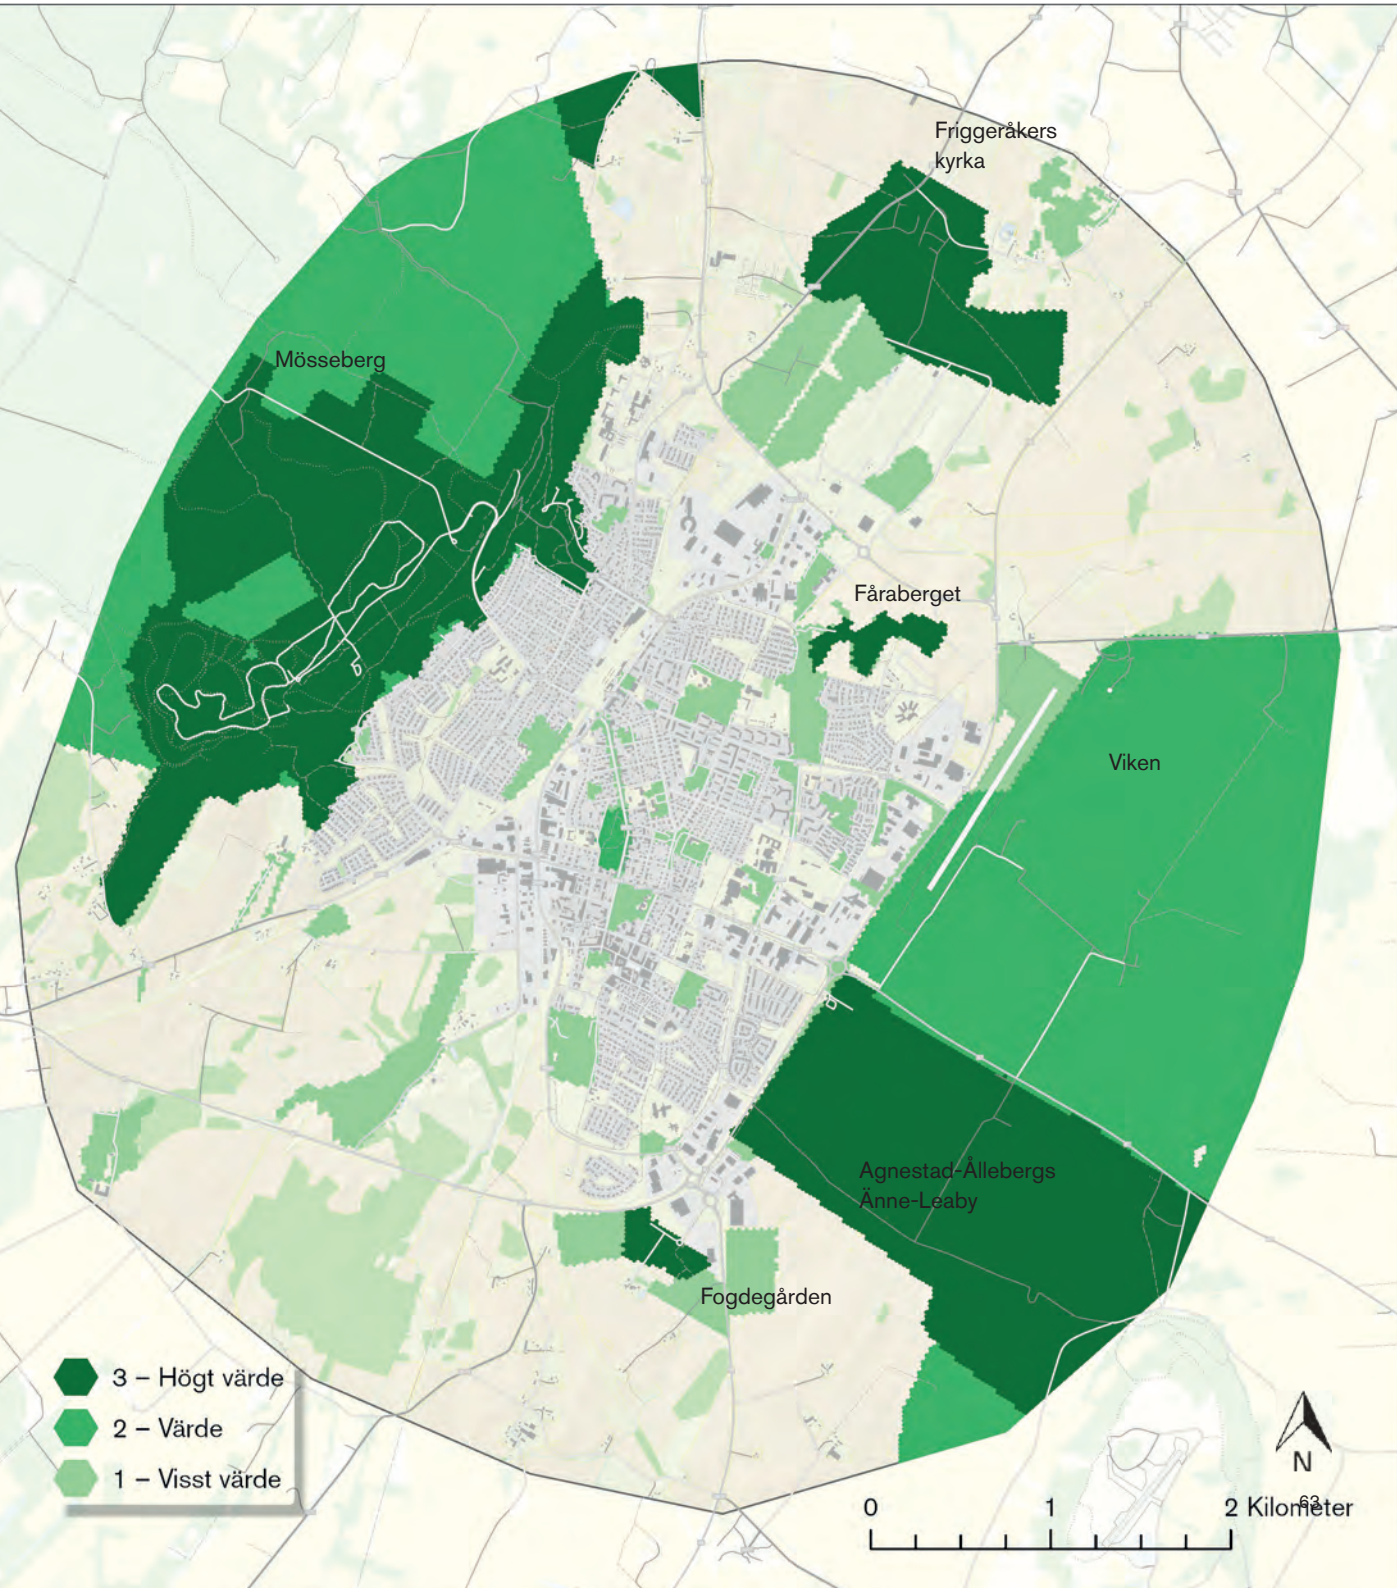 Friggeråkers
kyrka
Mösseberg
Fåraberget
Viken
Agnestad-Ållebergs
Änne-Leaby
Fogdegården
3 – Högt värde
2 – Värde
1 – Visst värde
N
0 1 2 Kilometer
63